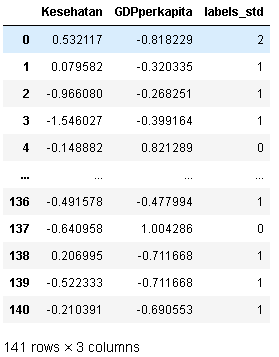 Kesehatan GDPperkapita labels_std
0 0.532117 -0.818229 2
1 0.079582 -0.320335 1
2 -0.966080 -0.268251 1
3 -1.546027 -0.399164 1
4 -0.148882 0.821289 0
... ... ... ...
136 -0.491578 -0.477994 1
137 -0.640958 1.004286 0
138 0.206995 -0.711668 1
139 -0.522333 -0.711668 1
140 -0.210391 -0.690553 1
141 rows × 3 columns